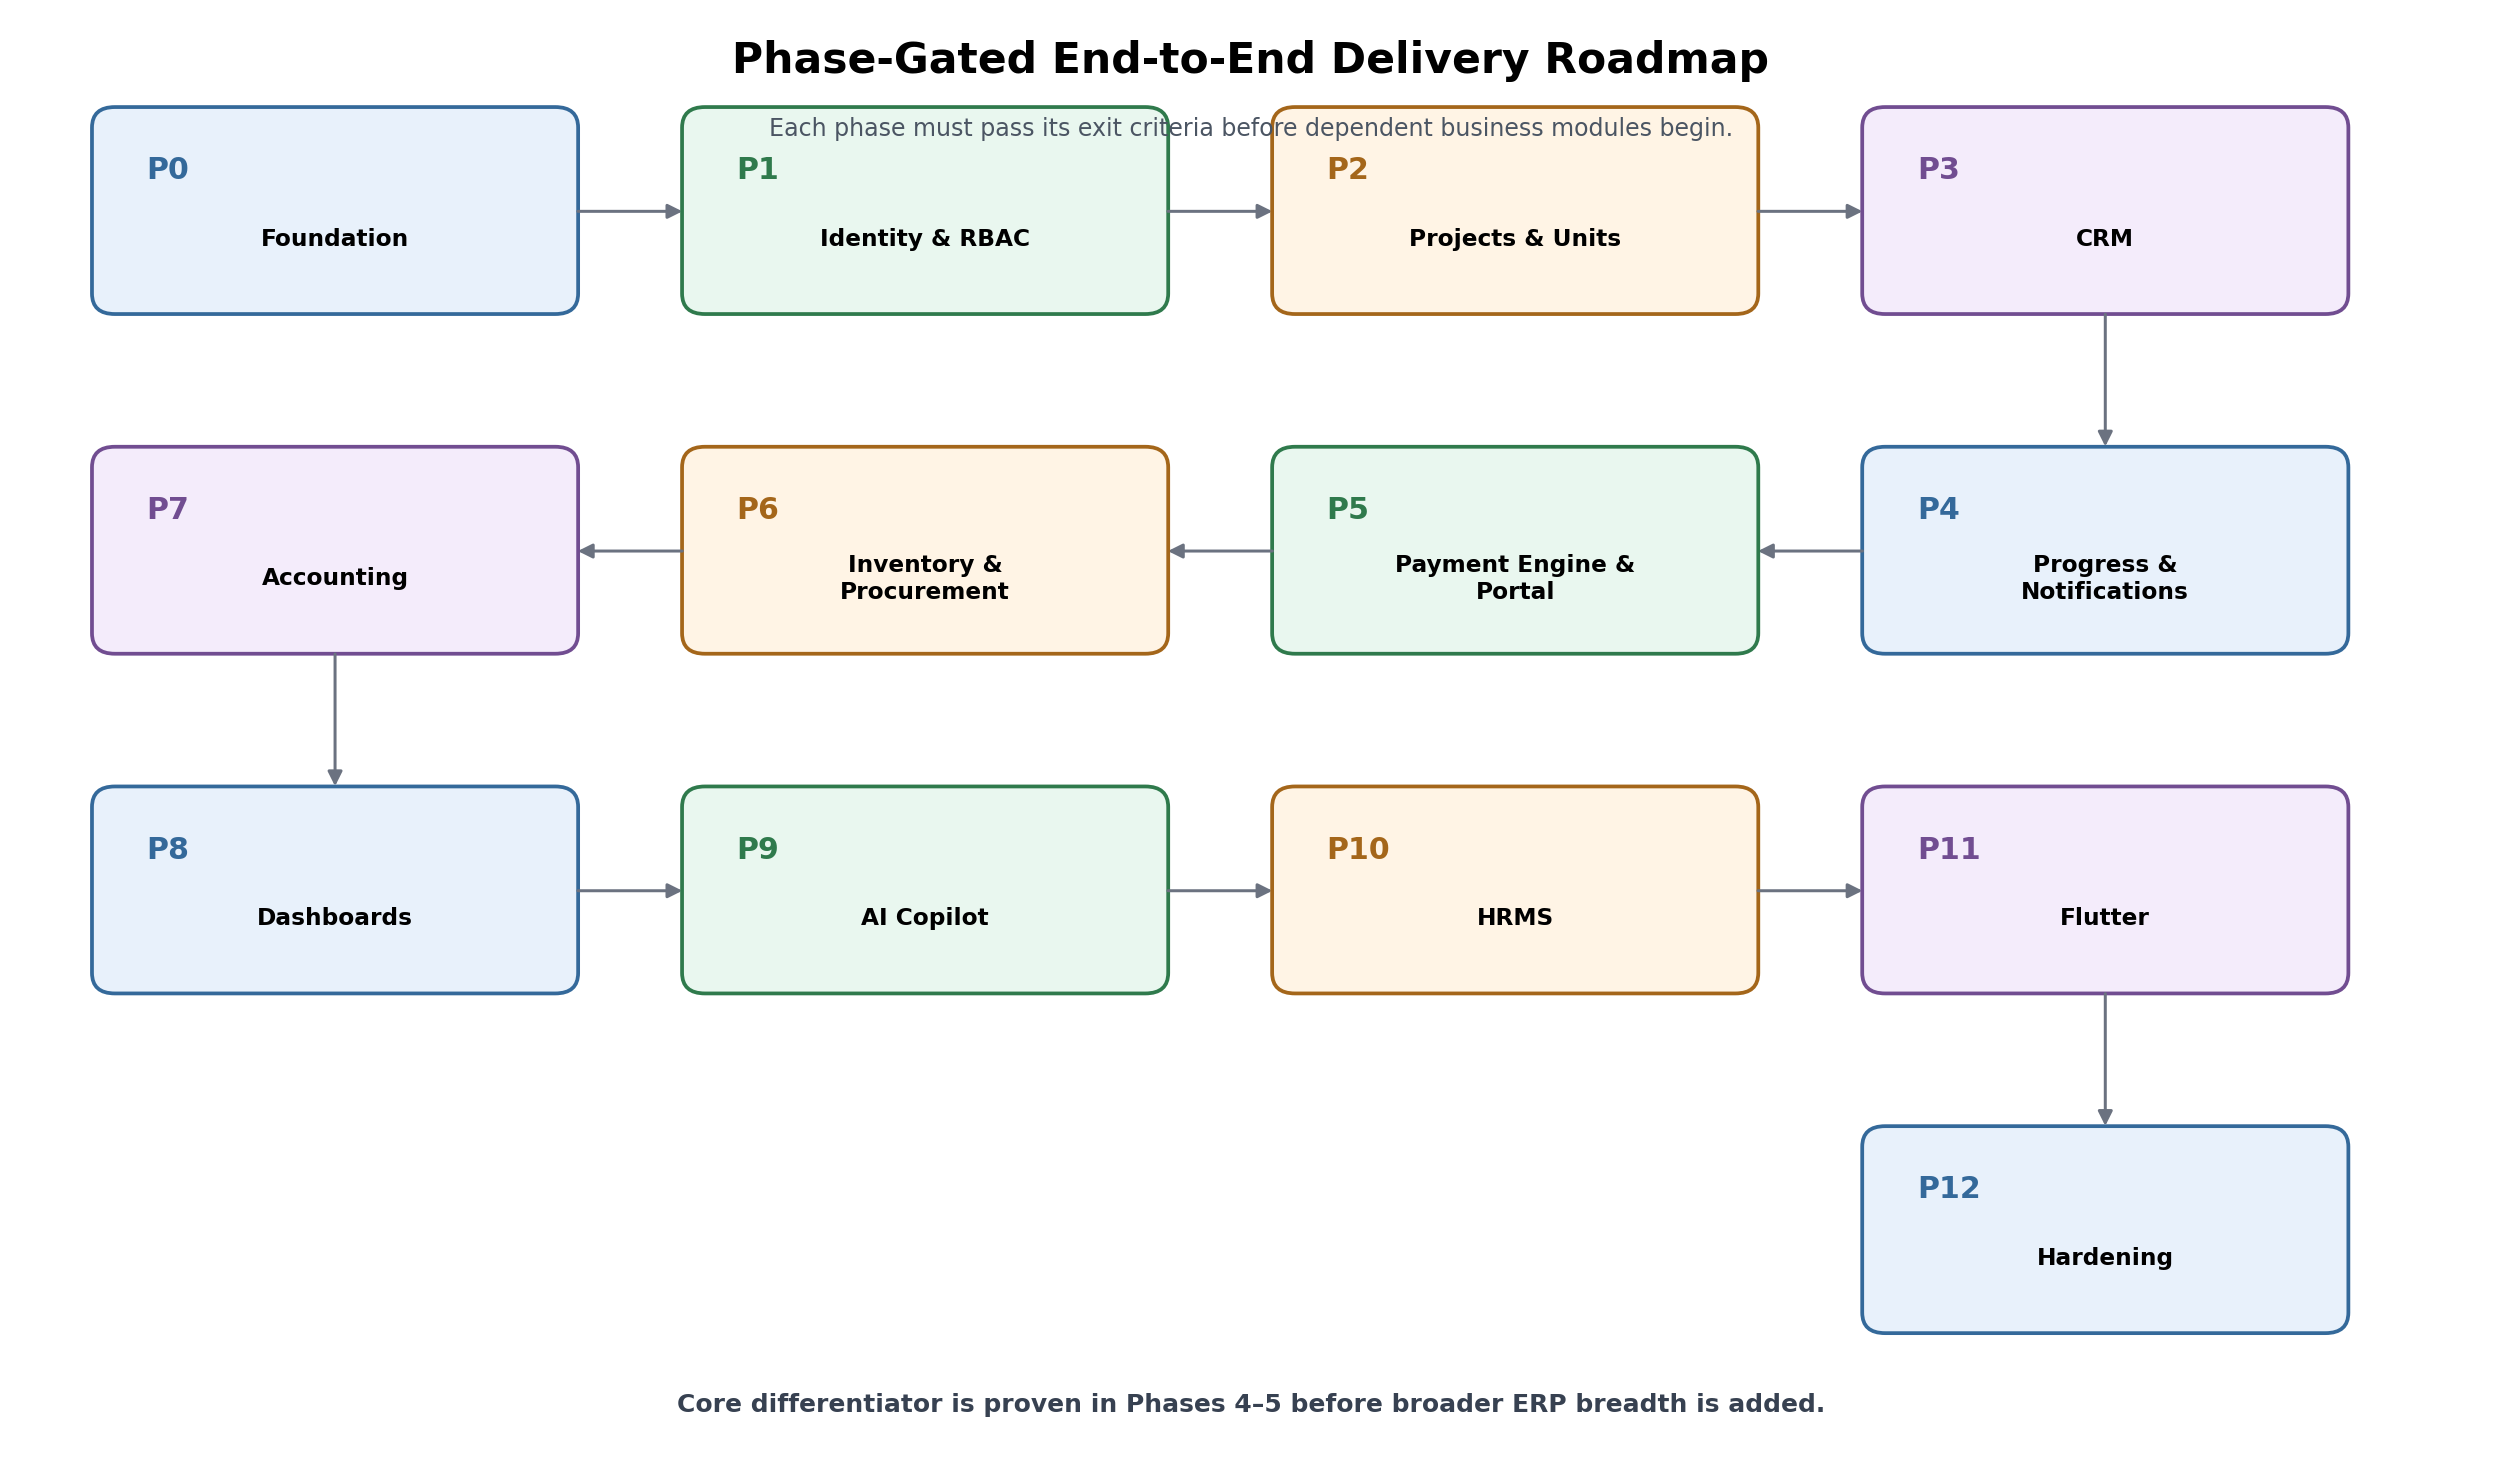 Phase-Gated End-to-End Delivery Roadmap
Each phase must pass its exit criteria before dependent business modules begin.
P0
Foundation
P1
Identity & RBAC
P2
Projects & Units
P3
CRM
P4
Progress &
Notifications
P5
Payment Engine &
Portal
P6
Inventory &
Procurement
P7
Accounting
P8
Dashboards
P9
AI Copilot
P10
HRMS
P11
Flutter
P12
Hardening
Core differentiator is proven in Phases 4–5 before broader ERP breadth is added.